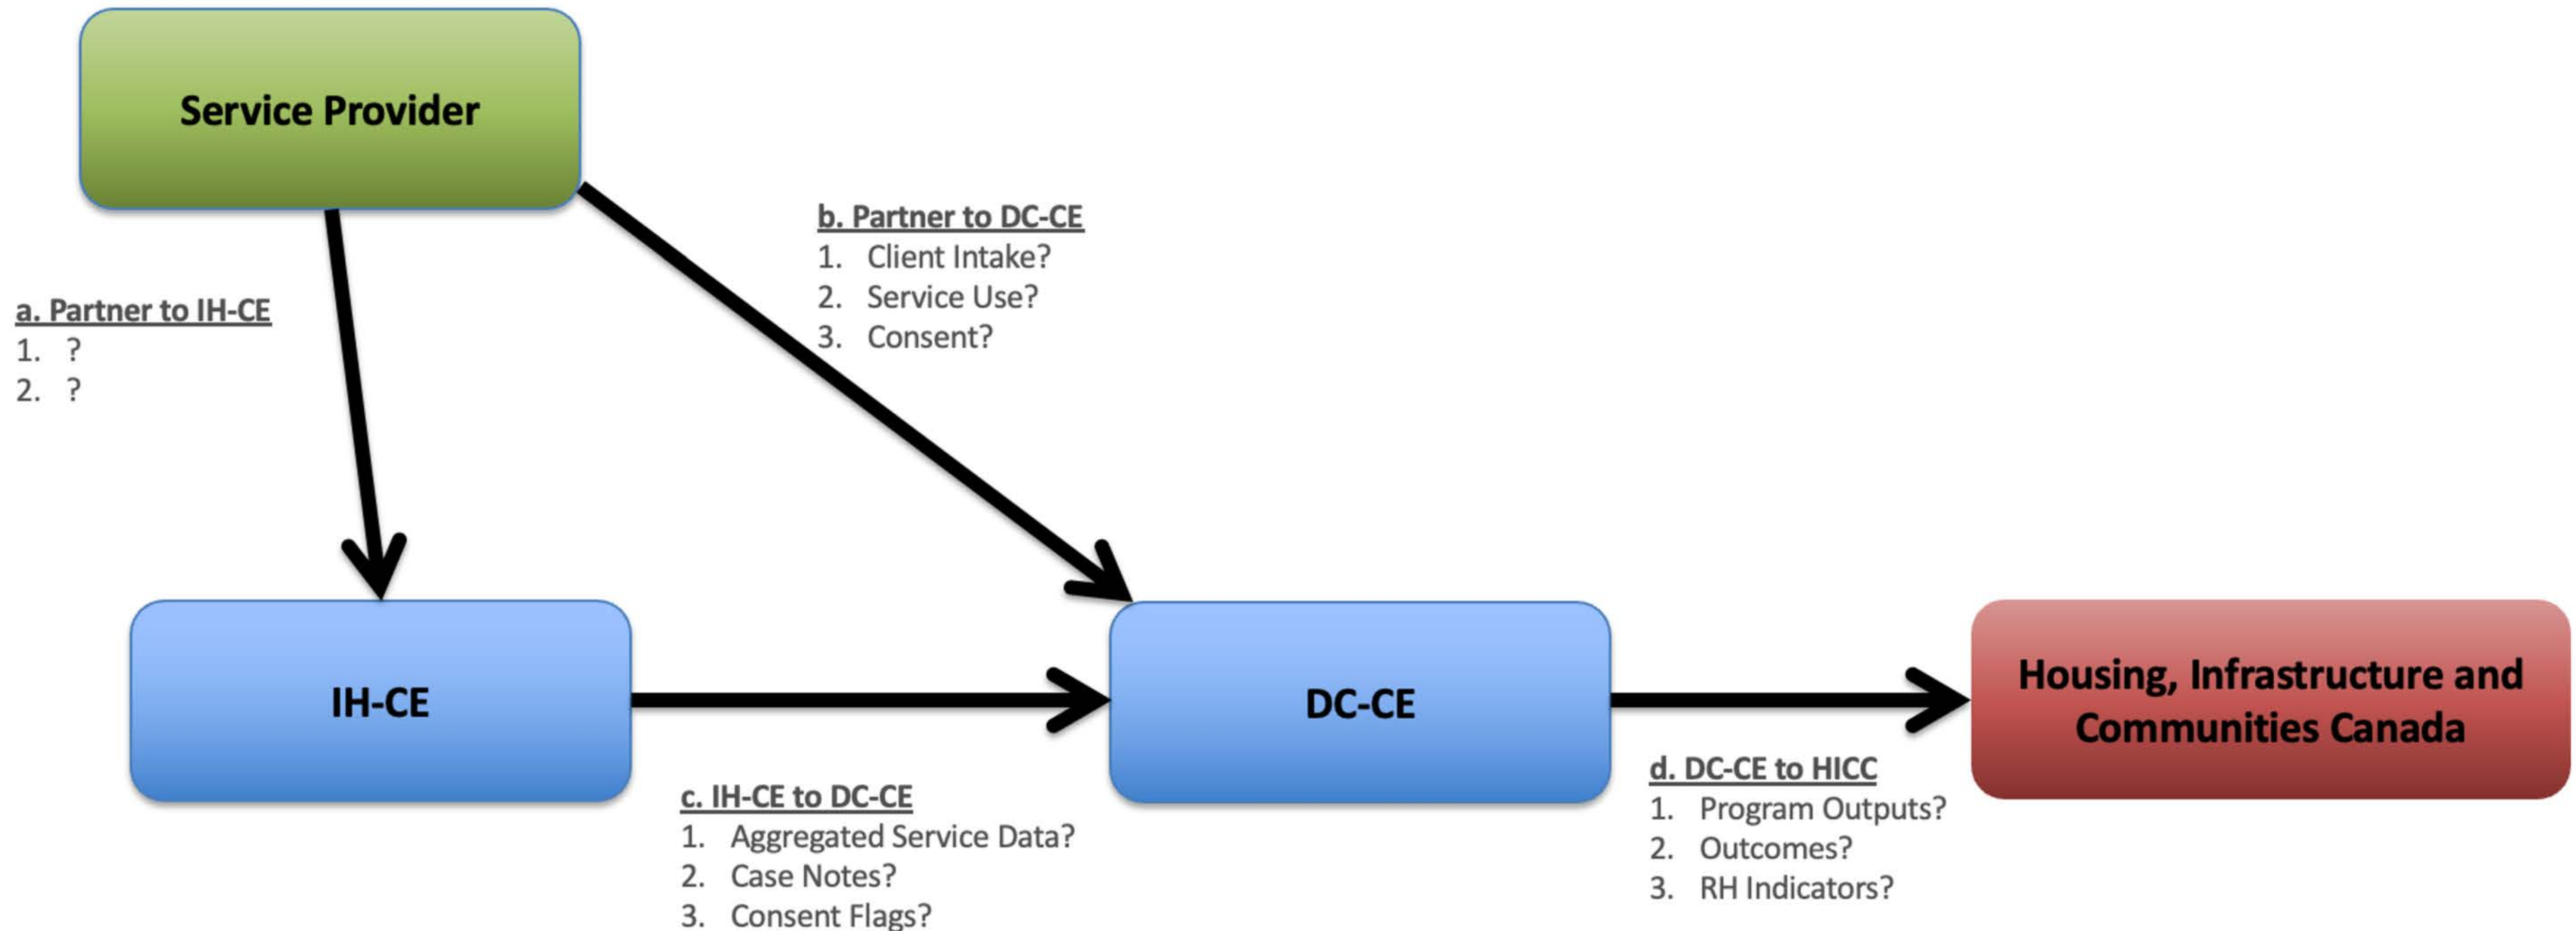 Service Provider
b. Partner to DC-CE
1. Client Intake?
2. Service Use?
3. Consent?
a. Partner to IH-CE
1. ?
2. ?
IH-CE
DC-CE
Housing, Infrastructure and
Communities Canada
c. IH-CE to DC-CE
1. Aggregated Service Data?
2. Case Notes?
3. Consent Flags?
d. DC-CE to HICC
1. Program Outputs?
2. Outcomes?
3. RH Indicators?